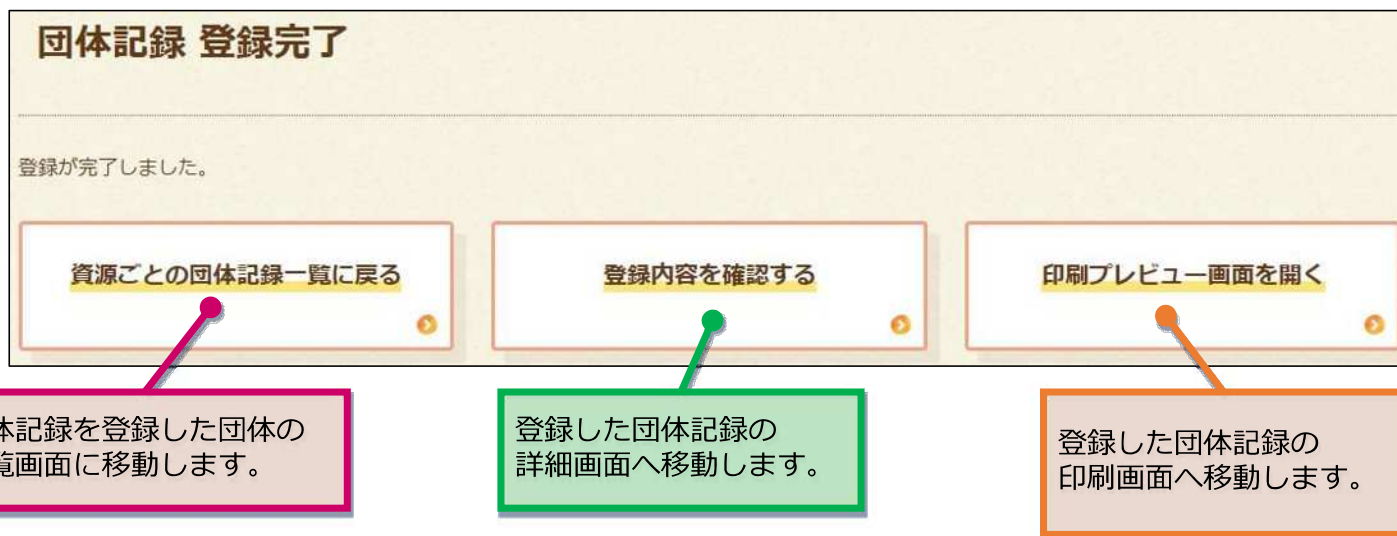 団体記録 登録完了
登録が完了しました。
資源ごとの団体記録一覧に戻る
登録内容を確認する
印刷プレビュー画面を開く
体記録を登録した団体の
覧画面に移動します。
登録した団体記録の
詳細画面へ移動します。
登録した団体記録の
印刷画面へ移動します。